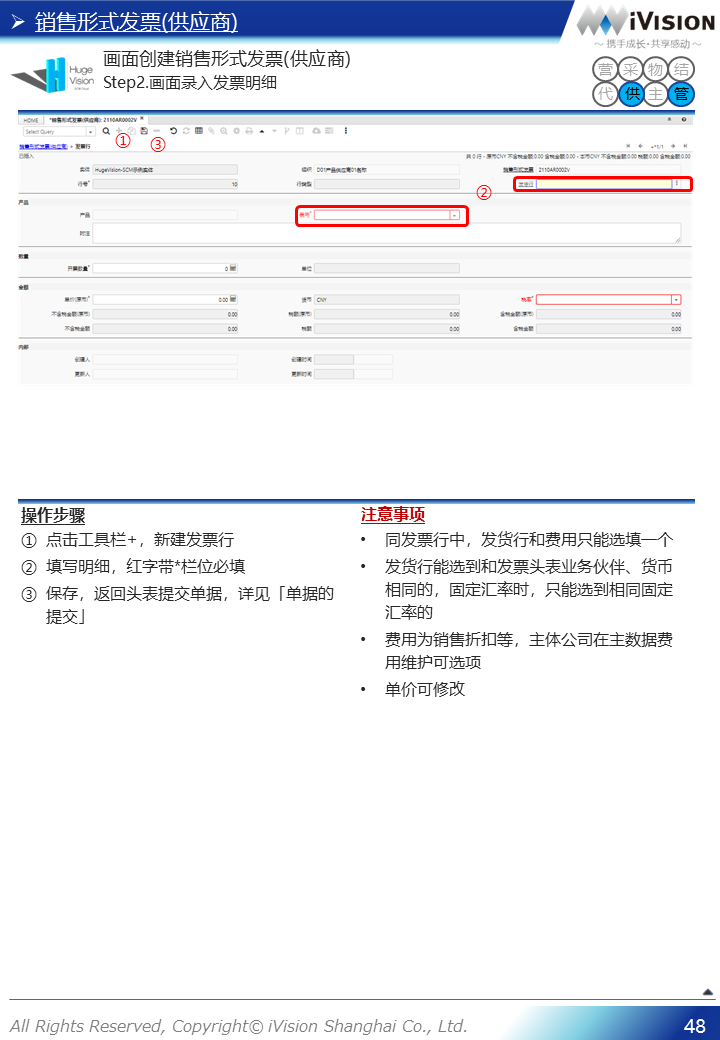 销售形式发票(供应商)
iVISION
～ 携手成长·共享感动 ～
Huge
Vision
画面创建销售形式发票(供应商)
Step2.画面录入发票明细
营 采 物 结
代 供 主 管
HOME *销售形式发票(供应商): 2110AR0002V
Select Query
① ③
销售形式发票(供应商) > 发票行
+*1/1
已插入 共 0 行 - 原币CNY 不含税金额:0.00 含税金额:0.00 - 本币CNY 不含税金额:0.00 税额:0.00 含税金额:0.00
实体 HugeVision-SCM示例实体 组织 D01产品供应商01名称 销售形式发票 2110AR0002V
行号* 10 行类型 ② 发货行
产品
产品 费用*
附注
数量
开票数量* 0 单位
金额
单价(原币)* 0.00 货币 CNY 税率*
不含税金额(原币) 0.00 税额(原币) 0.00 含税金额(原币) 0.00
不含税金额 0.00 税额 0.00 含税金额 0.00
内部
创建人 创建时间
更新人 更新时间
操作步骤
① 点击工具栏+，新建发票行
② 填写明细，红字带*栏位必填
③ 保存，返回头表提交单据，详见「单据的
提交」
注意事项
• 同发票行中，发货行和费用只能选填一个
• 发货行能选到和发票头表业务伙伴、货币
相同的，固定汇率时，只能选到相同固定
汇率的
• 费用为销售折扣等，主体公司在主数据费
用维护可选项
• 单价可修改
All Rights Reserved, Copyright© iVision Shanghai Co., Ltd.
48